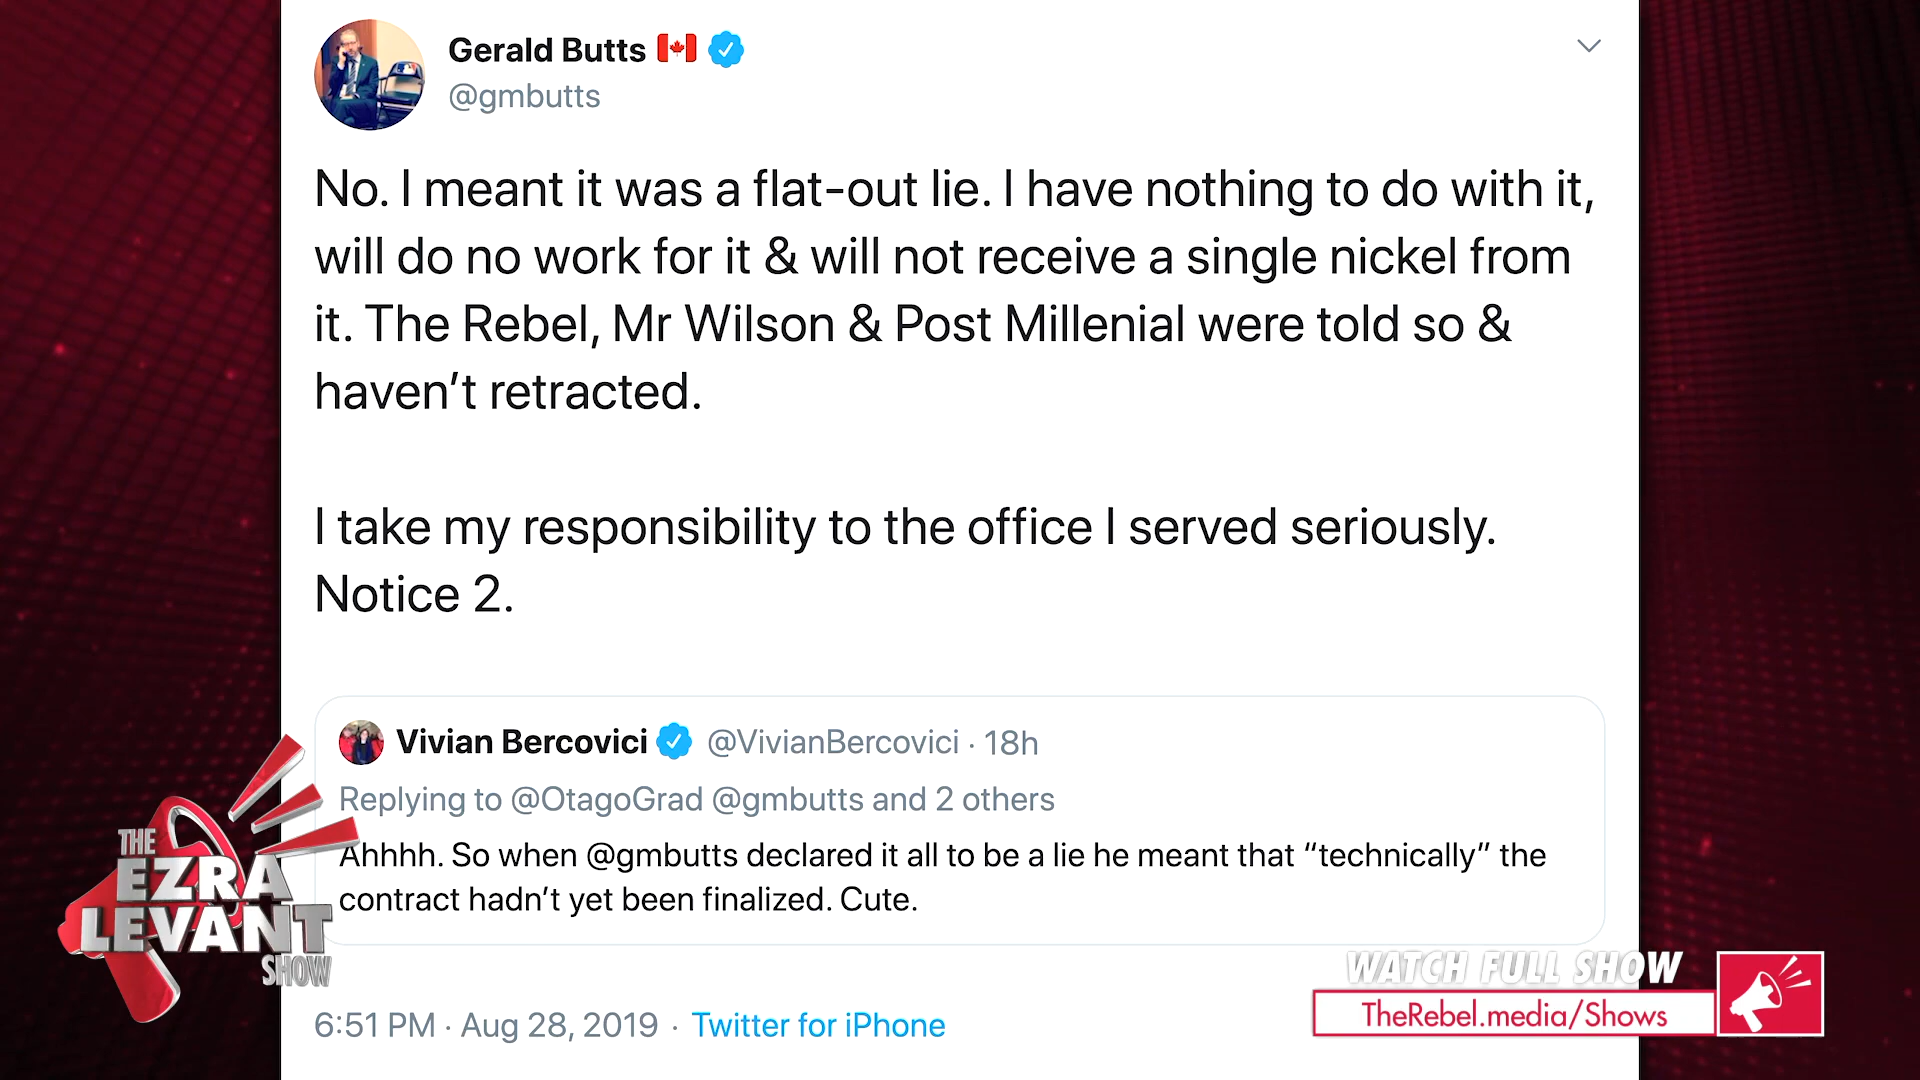 Gerald Butts
@gmbutts
No. I meant it was a flat-out lie. I have nothing to do with it,
will do no work for it & will not receive a single nickel from
it. The Rebel, Mr Wilson & Post Millenial were told so &
haven’t retracted.
I take my responsibility to the office I served seriously.
Notice 2.
Vivian Bercovici @VivianBercovici · 18h
Replying to @OtagoGrad @gmbutts and 2 others
Ahhhh. So when @gmbutts declared it all to be a lie he meant that “technically” the
contract hadn’t yet been finalized. Cute.
6:51 PM · Aug 28, 2019 · Twitter for iPhone
THE
EZRA
LEVANT
SHOW
WATCH FULL SHOW
TheRebel.media/Shows